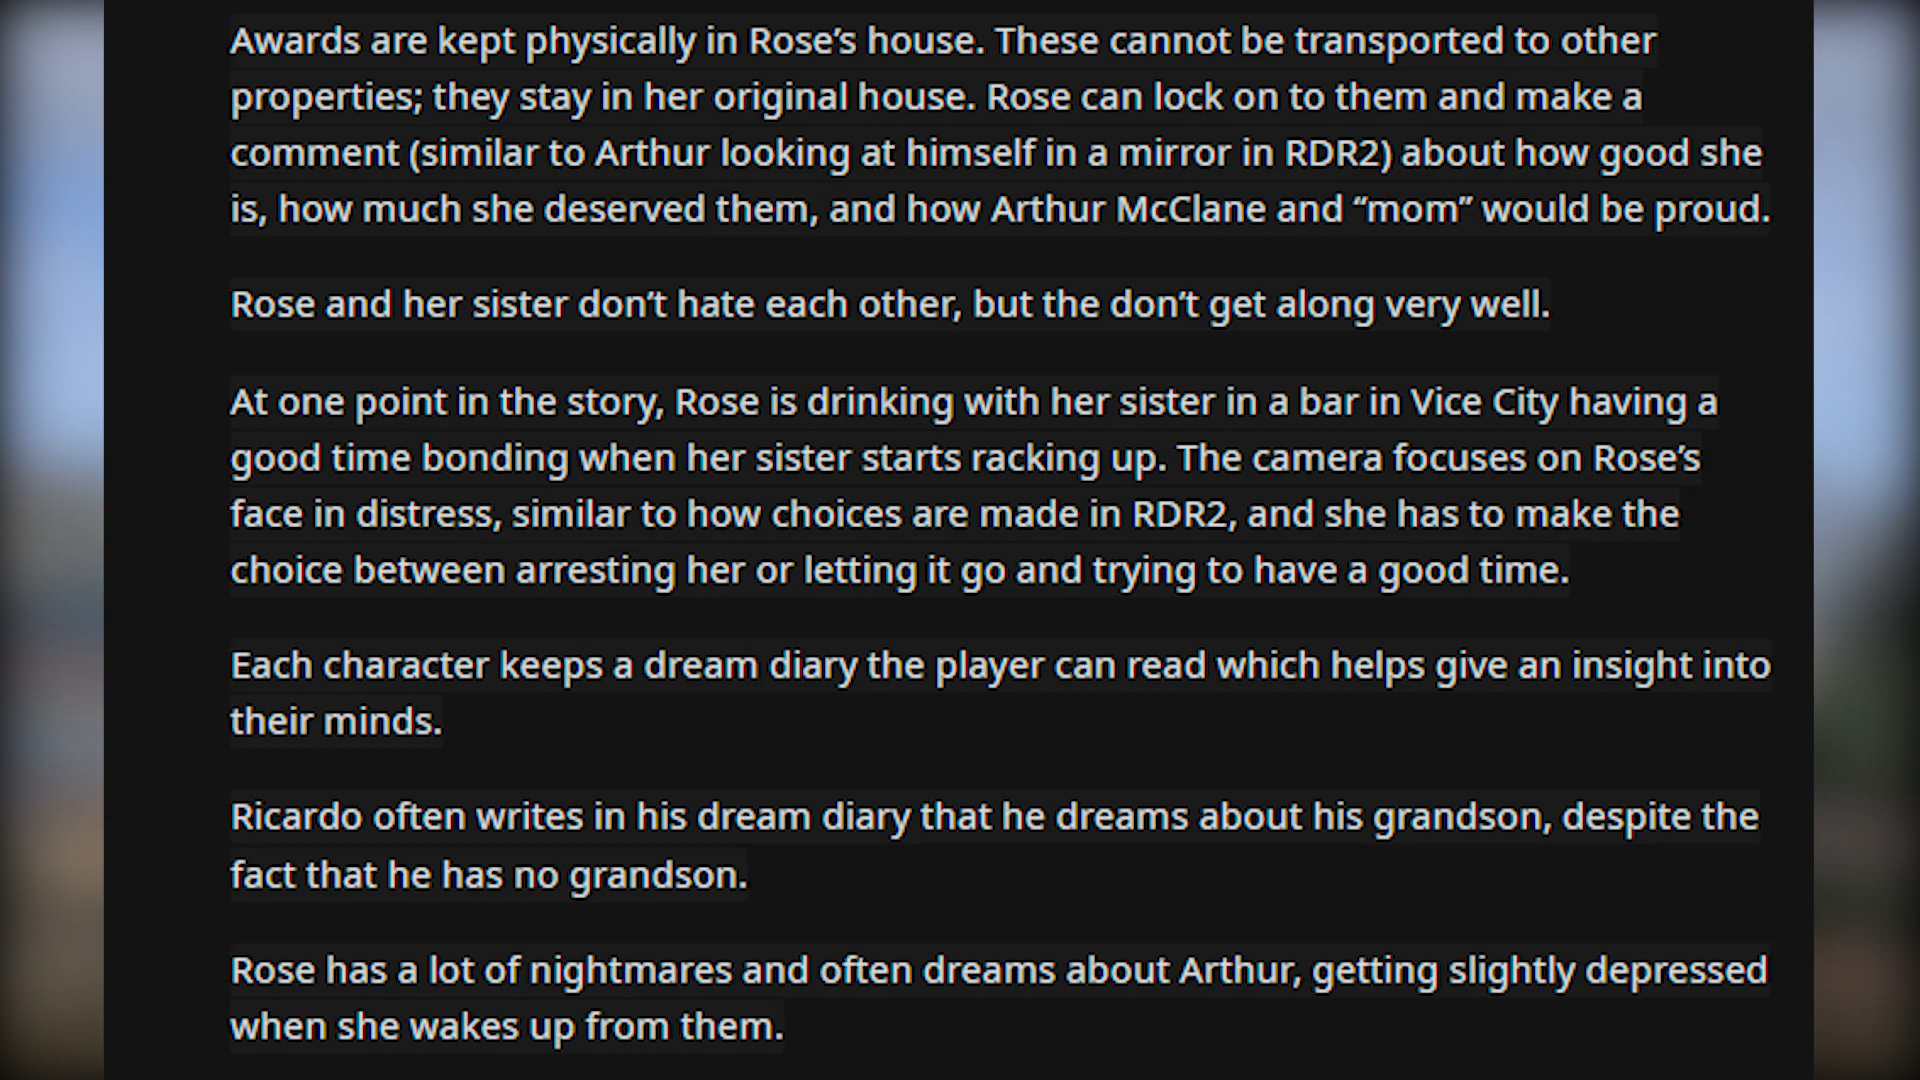 Awards are kept physically in Rose’s house. These cannot be transported to other
properties; they stay in her original house. Rose can lock on to them and make a
comment (similar to Arthur looking at himself in a mirror in RDR2) about how good she
is, how much she deserved them, and how Arthur McClane and “mom” would be proud.
Rose and her sister don’t hate each other, but the don’t get along very well.
At one point in the story, Rose is drinking with her sister in a bar in Vice City having a
good time bonding when her sister starts racking up. The camera focuses on Rose’s
face in distress, similar to how choices are made in RDR2, and she has to make the
choice between arresting her or letting it go and trying to have a good time.
Each character keeps a dream diary the player can read which helps give an insight into
their minds.
Ricardo often writes in his dream diary that he dreams about his grandson, despite the
fact that he has no grandson.
Rose has a lot of nightmares and often dreams about Arthur, getting slightly depressed
when she wakes up from them.